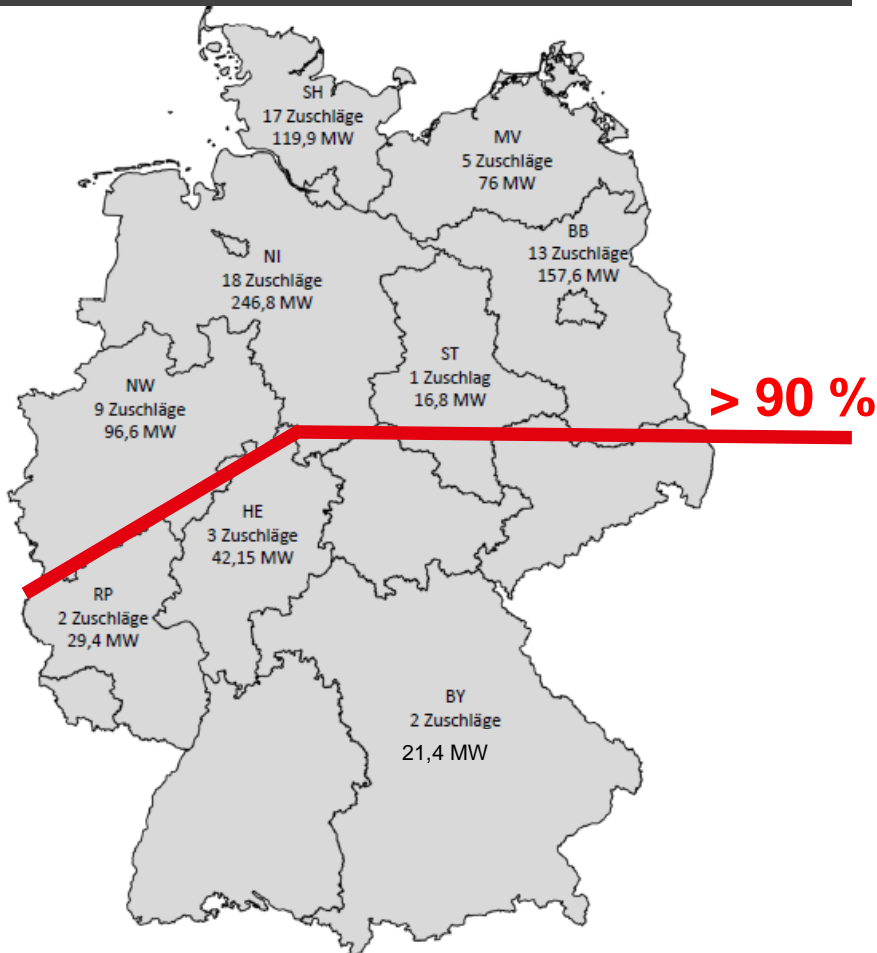 SH
17 Zuschläge
119,9 MW
MV
5 Zuschläge
76 MW
BB
13 Zuschläge
157,6 MW
NI
18 Zuschläge
246,8 MW
ST
1 Zuschlag
16,8 MW
NW
9 Zuschläge
96,6 MW
> 90 %
HE
3 Zuschläge
42,15 MW
RP
2 Zuschläge
29,4 MW
BY
2 Zuschläge
21,4 MW